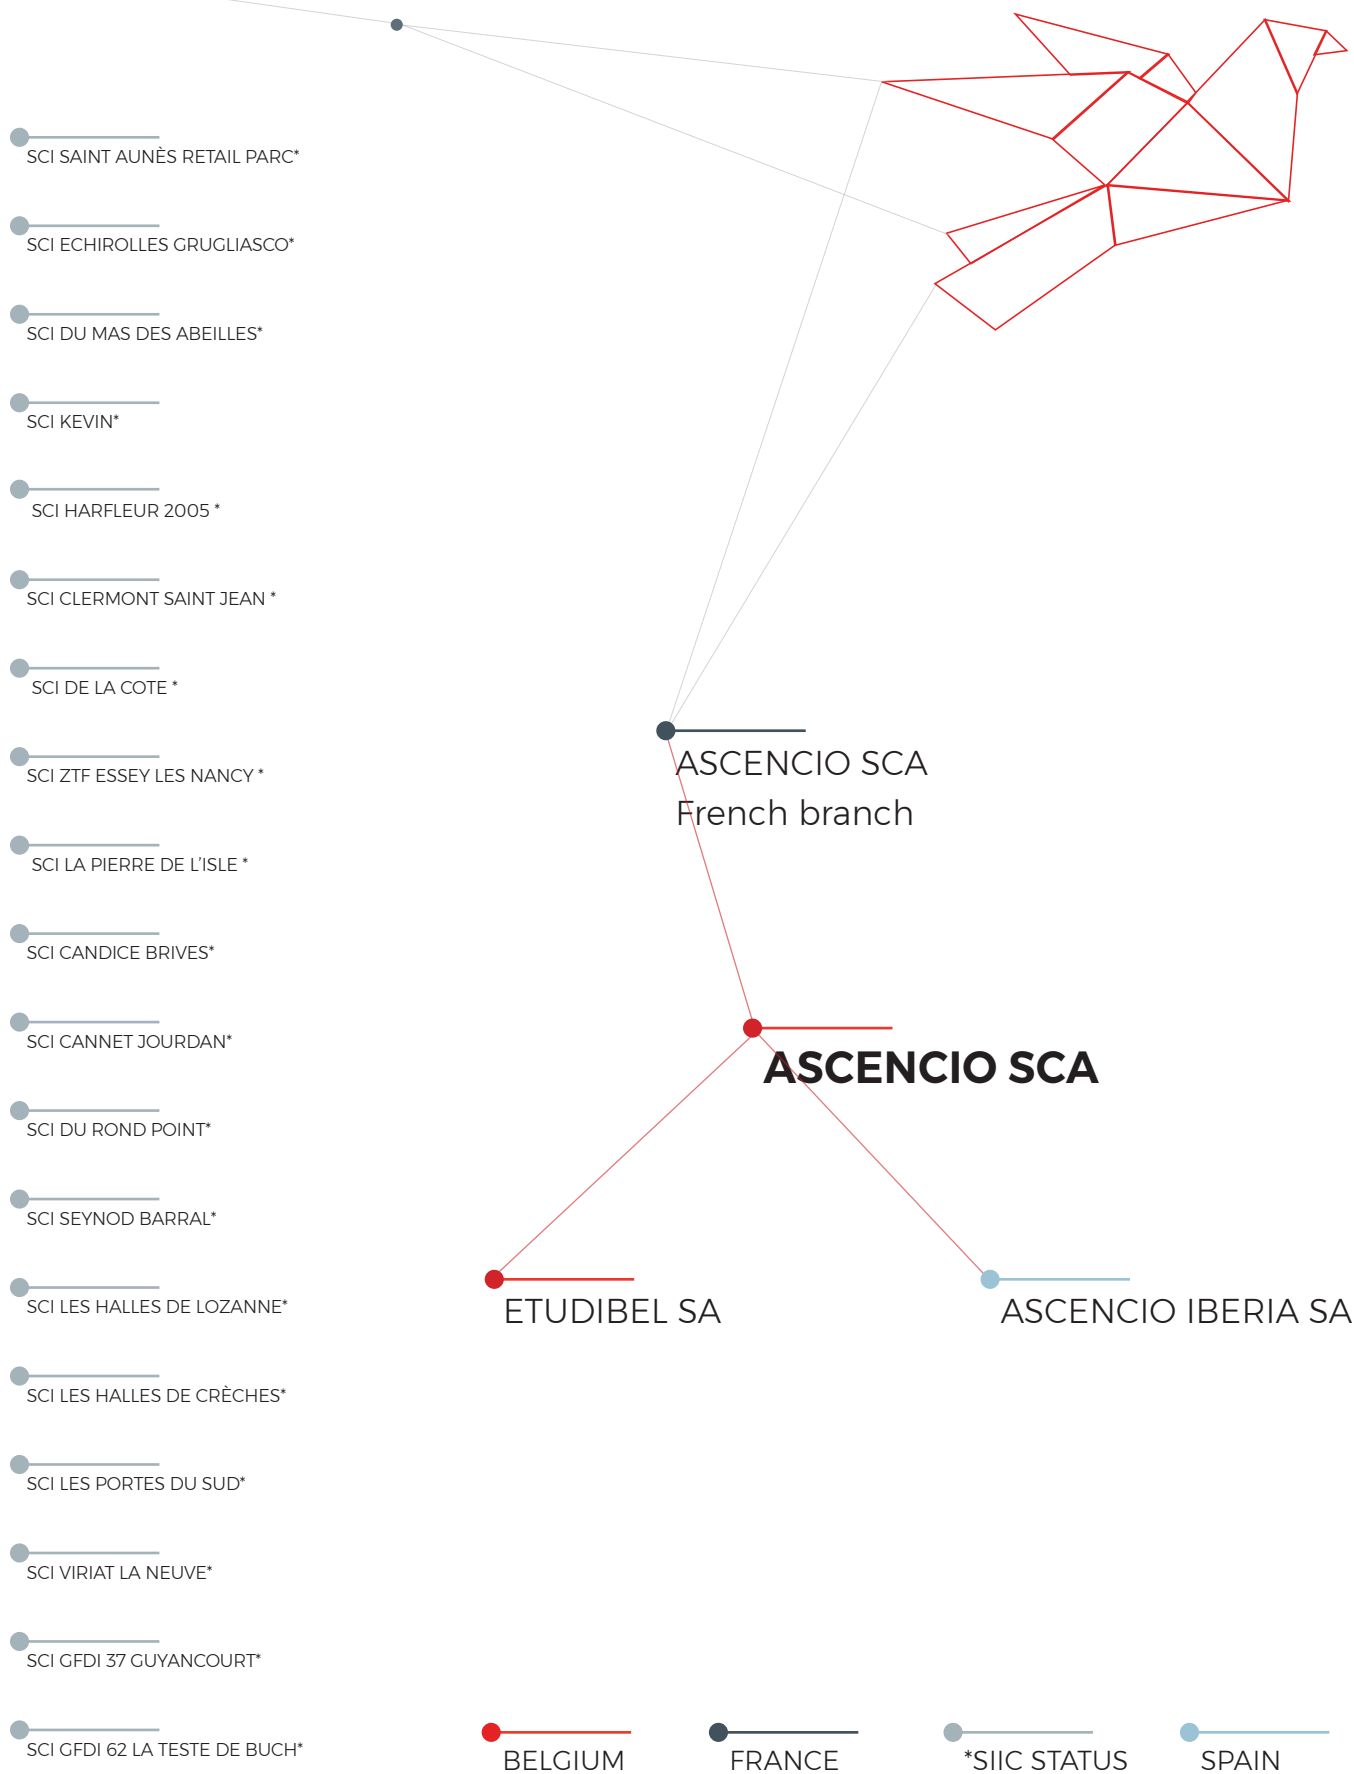 SCI SAINT AUNÈS RETAIL PARC*
SCI ECHIROLLES GRUGLIASCO*
SCI DU MAS DES ABEILLES*
SCI KEVIN*
SCI HARFLEUR 2005 *
SCI CLERMONT SAINT JEAN *
SCI DE LA COTE *
SCI ZTF ESSEY LES NANCY *
SCI LA PIERRE DE L'ISLE *
SCI CANDICE BRIVES*
SCI CANNET JOURDAN*
SCI DU ROND POINT*
SCI SEYNOD BARRAL*
SCI LES HALLES DE LOZANNE*
SCI LES HALLES DE CRÈCHES*
SCI LES PORTES DU SUD*
SCI VIRIAT LA NEUVE*
SCI GFDI 37 GUYANCOURT*
SCI GFDI 62 LA TESTE DE BUCH*
ASCENCIO SCA
French branch
ASCENCIO SCA
ETUDIBEL SA
ASCENCIO IBERIA SA
BELGIUM
FRANCE
*SIIC STATUS
SPAIN